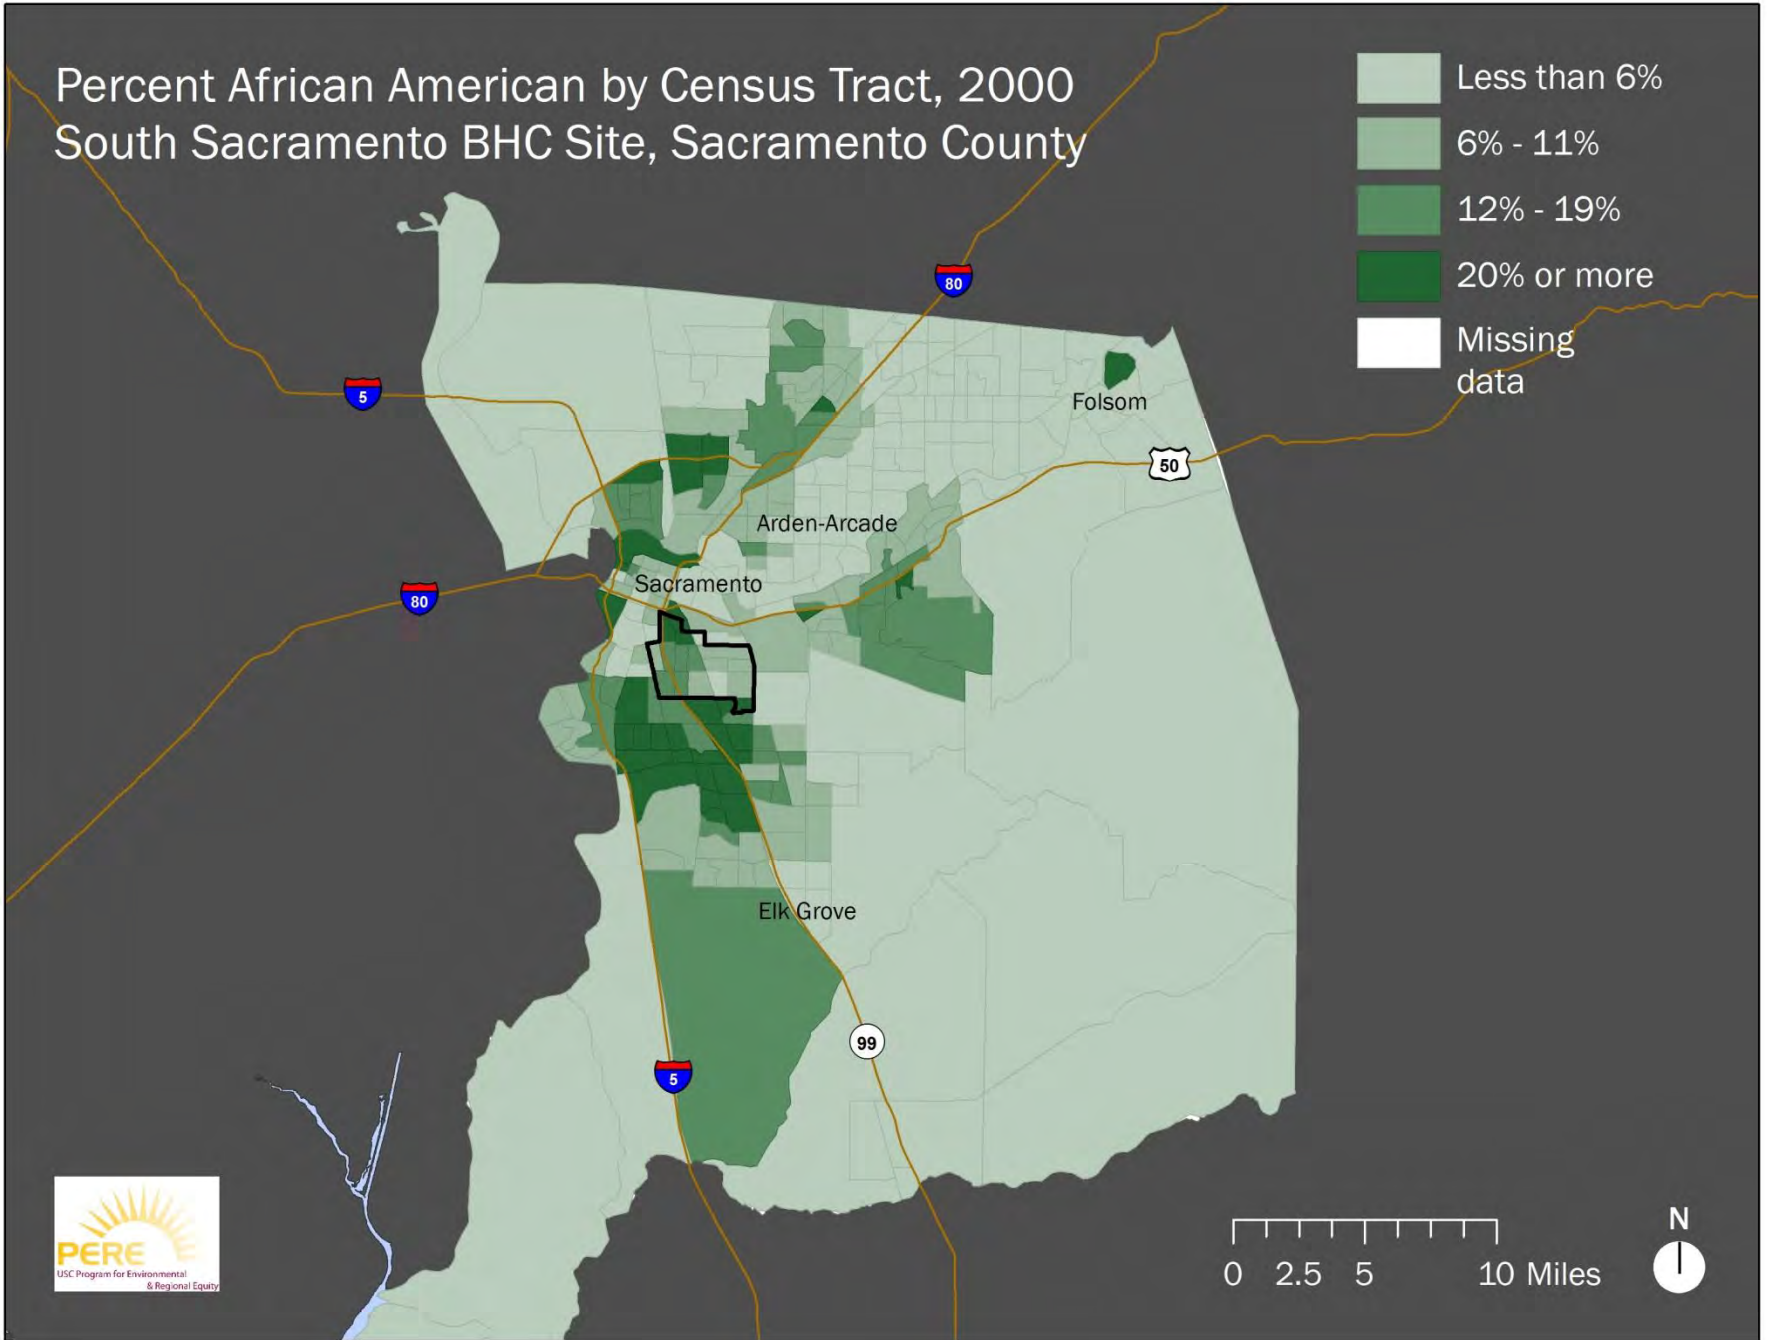 Percent African American by Census Tract, 2000
South Sacramento BHC Site, Sacramento County
Less than 6%
6% - 11%
12% - 19%
20% or more
Missing
data
80
5
Folsom
50
Arden-Arcade
Sacramento
80
Elk Grove
99
5
PERE
USC Program for Environmental
& Regional Equity
N
0 2.5 5 10 Miles